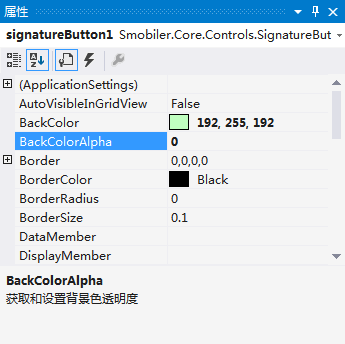 属性
signatureButton1 Smobiler.Core.Controls.SignatureBut
(ApplicationSettings)
AutoVisibleInGridView False
BackColor 192, 255, 192
BackColorAlpha 0
Border 0,0,0,0
BorderColor Black
BorderRadius 0
BorderSize 0.1
DataMember
DisplayMember
BackColorAlpha
获取和设置背景色透明度